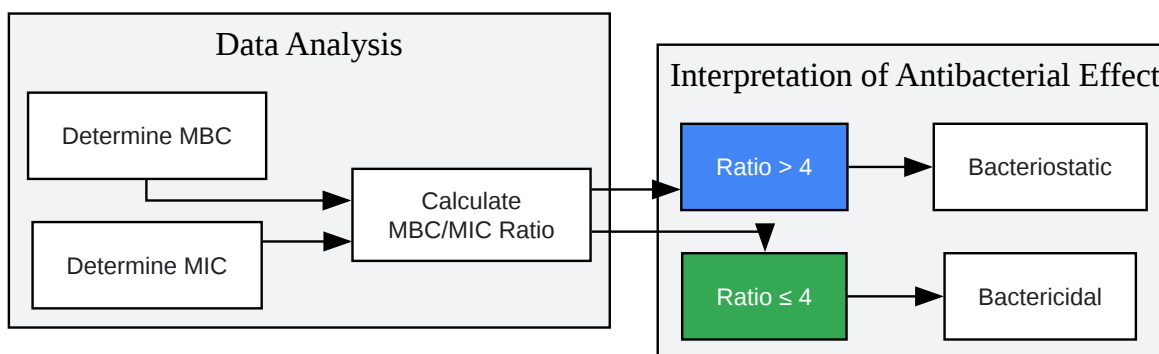 Data Analysis
Determine MBC
Determine MIC
Calculate
MBC/MIC Ratio
Interpretation of Antibacterial Effect
Ratio > 4
Bacteriostatic
Ratio ≤ 4
Bactericidal